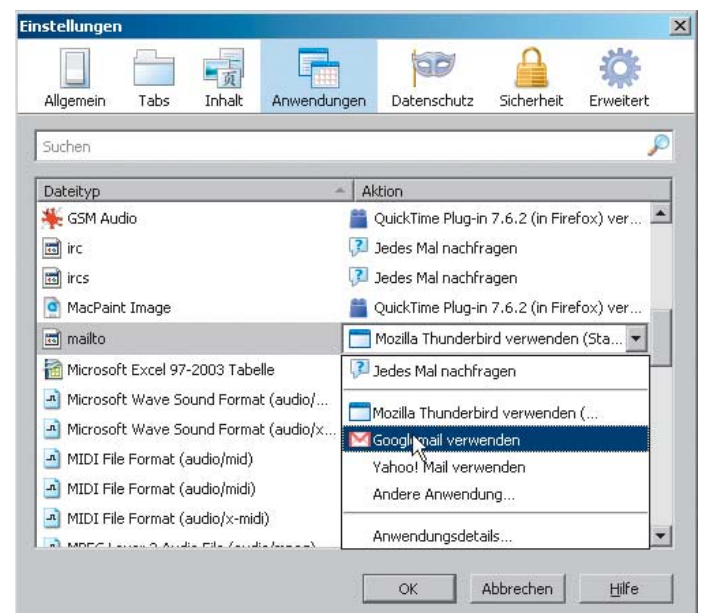 Einstellungen
Allgemein Tabs Inhalt Anwendungen Datenschutz Sicherheit Erweitert
页
Suchen
Dateityp Aktion
GSM Audio QuickTime Plug-in 7.6.2 (in Firefox) ver...
irc Jedes Mal nachfragen
ircs Jedes Mal nachfragen
MacPaint Image QuickTime Plug-in 7.6.2 (in Firefox) ver...
mailto Mozilla Thunderbird verwenden (Sta...
Microsoft Excel 97-2003 Tabelle Jedes Mal nachfragen
Microsoft Wave Sound Format (audio/... Mozilla Thunderbird verwenden (...
Microsoft Wave Sound Format (audio/x... Googlemail verwenden
MIDI File Format (audio/mid) Yahoo! Mail verwenden
MIDI File Format (audio/midi) Andere Anwendung...
MIDI File Format (audio/x-midi)
Anwendungsdetails...
OK Abbrechen Hilfe